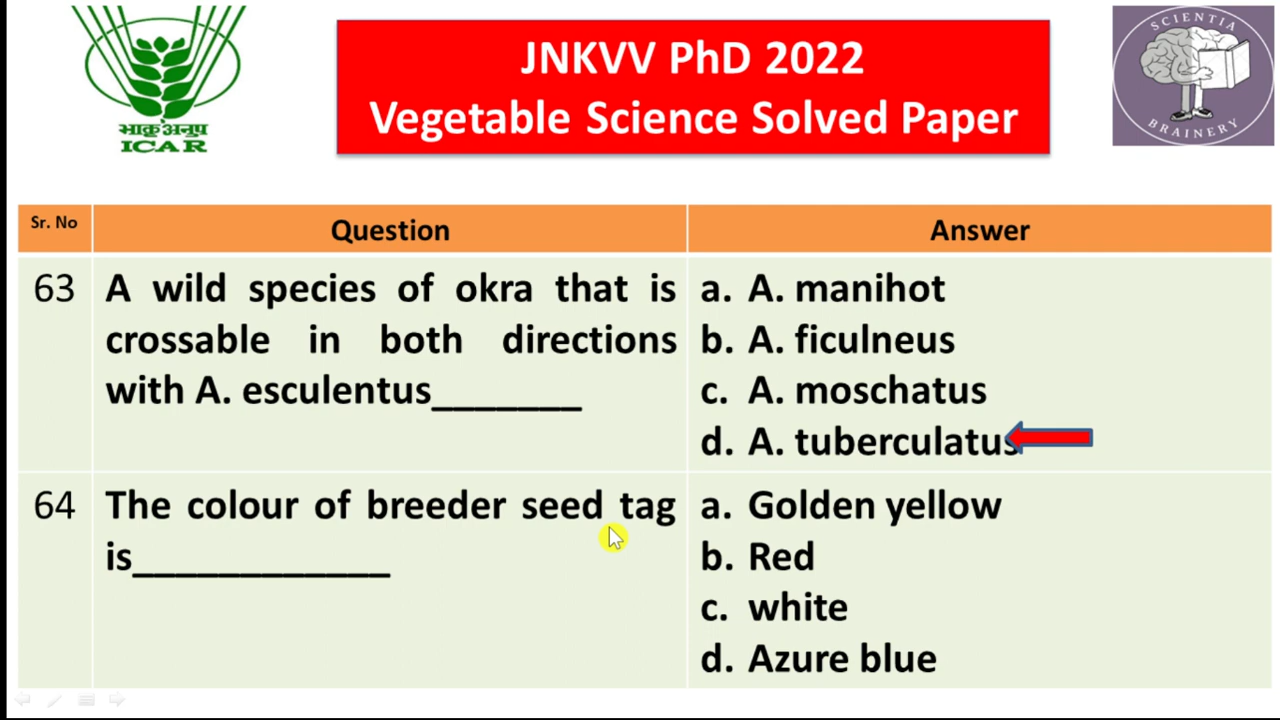 भाकृअनुप
ICAR
JNKVV PhD 2022
Vegetable Science Solved Paper
SCIENTIA
BRAINERY
Sr. No
Question
Answer
63
A wild species of okra that is
crossable in both directions
with A. esculentus_______
a. A. manihot
b. A. ficulneus
c. A. moschatus
d. A. tuberculatus
64
The colour of breeder seed tag
is____________
a. Golden yellow
b. Red
c. white
d. Azure blue